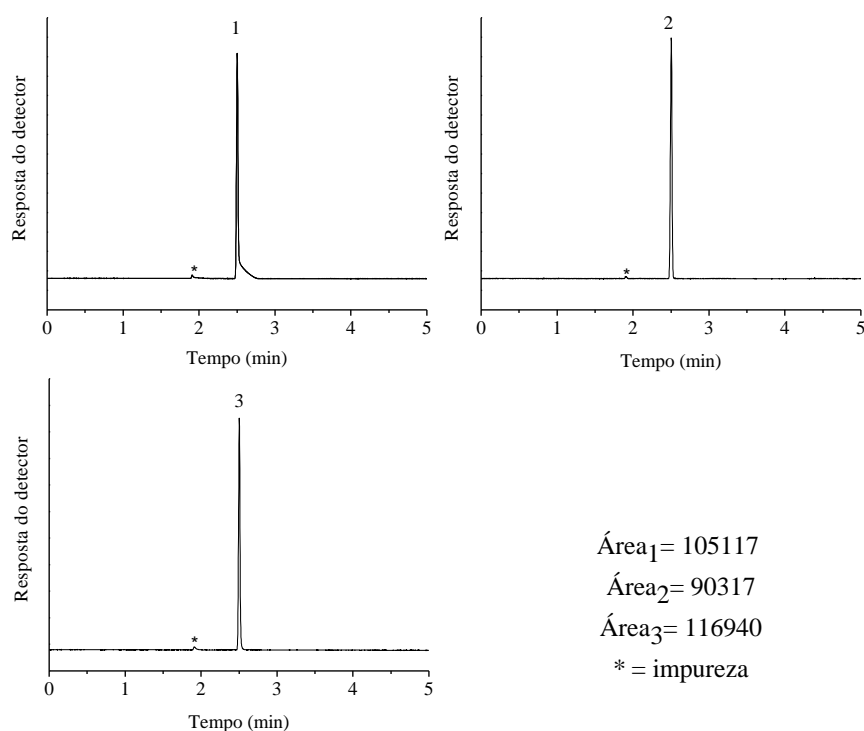 1
Resposta do detector
*
0 1 2 3 4 5
Tempo (min)
2
Resposta do detector
*
0 1 2 3 4 5
Tempo (min)
3
Resposta do detector
*
0 1 2 3 4 5
Tempo (min)
Área1= 105117
Área2= 90317
Área3= 116940
* = impureza